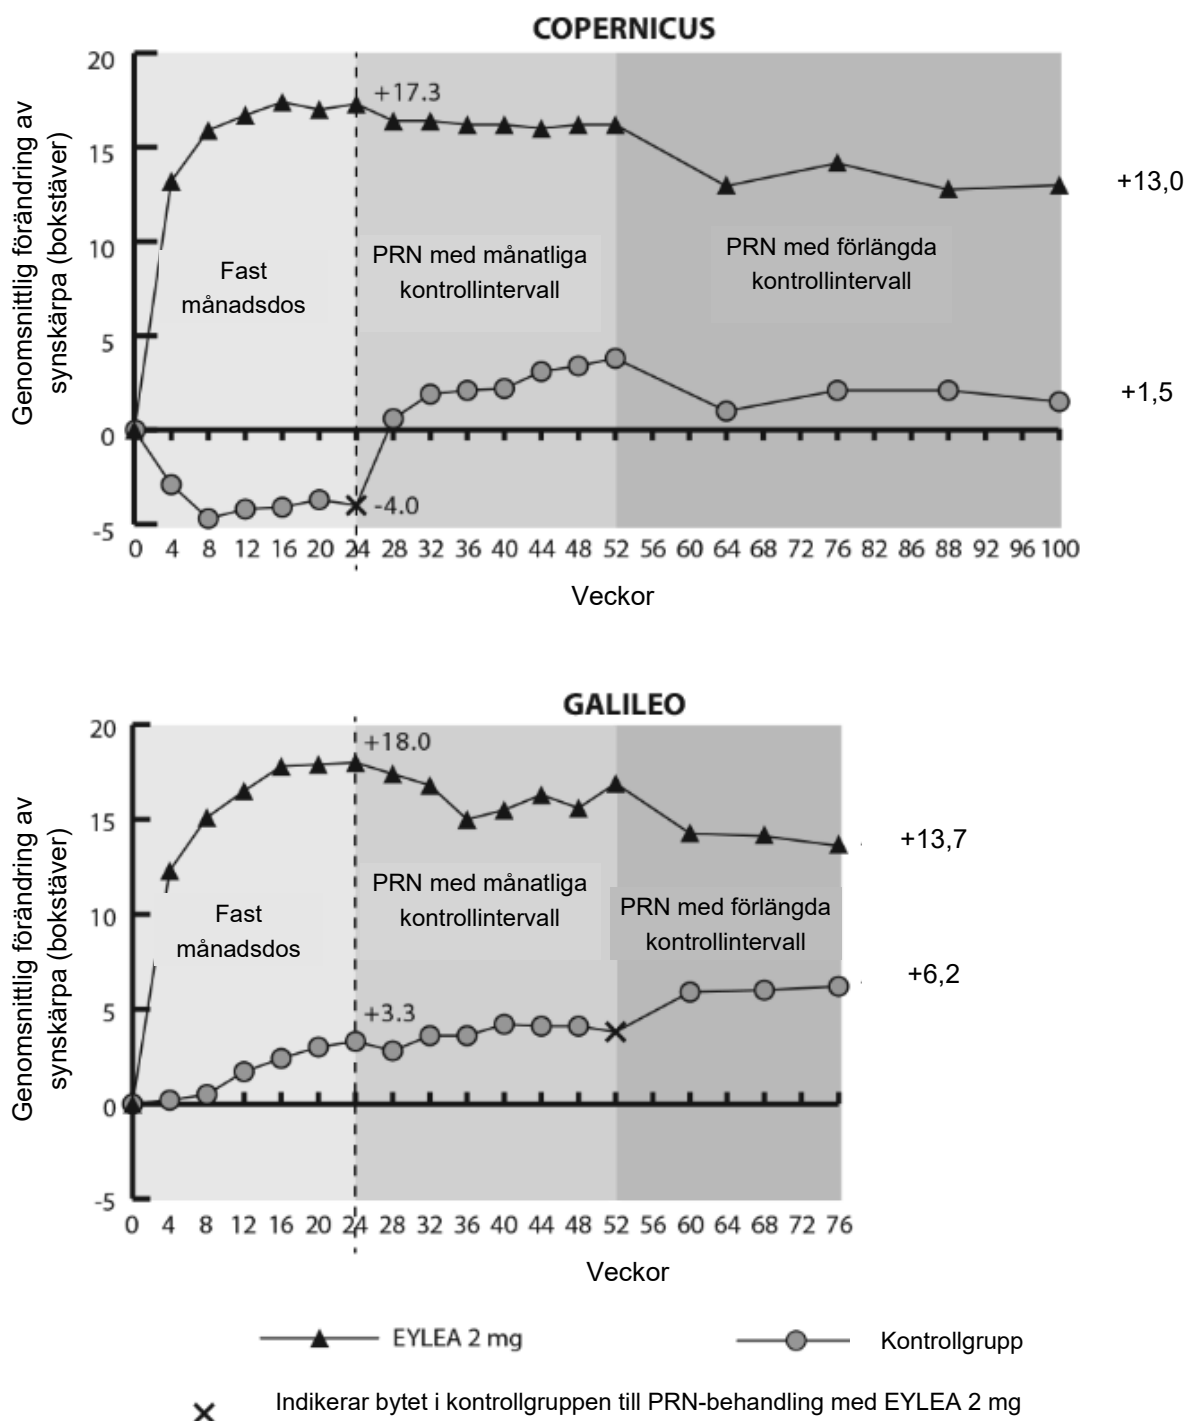 COPERNICUS
Genomsnittlig förändring av
synskärpa (bokstäver)
20
15
10
5
0
-5
+17.3
-4.0
+13,0
+1,5
Fast
månadsdos
PRN med månatliga
kontrollintervall
PRN med förlängda
kontrollintervall
0 4 8 12 16 20 24 28 32 36 40 44 48 52 56 60 64 68 72 76 82 86 88 92 96 100
Veckor
GALILEO
Genomsnittlig förändring av
synskärpa (bokstäver)
20
15
10
5
0
-5
+18.0
+3.3
+13,7
+6,2
Fast
månadsdos
PRN med månatliga
kontrollintervall
PRN med förlängda
kontrollintervall
0 4 8 12 16 20 24 28 32 36 40 44 48 52 56 60 64 68 72 76
Veckor
EYLEA 2 mg
Kontrollgrupp
Indikerar bytet i kontrollgruppen till PRN-behandling med EYLEA 2 mg